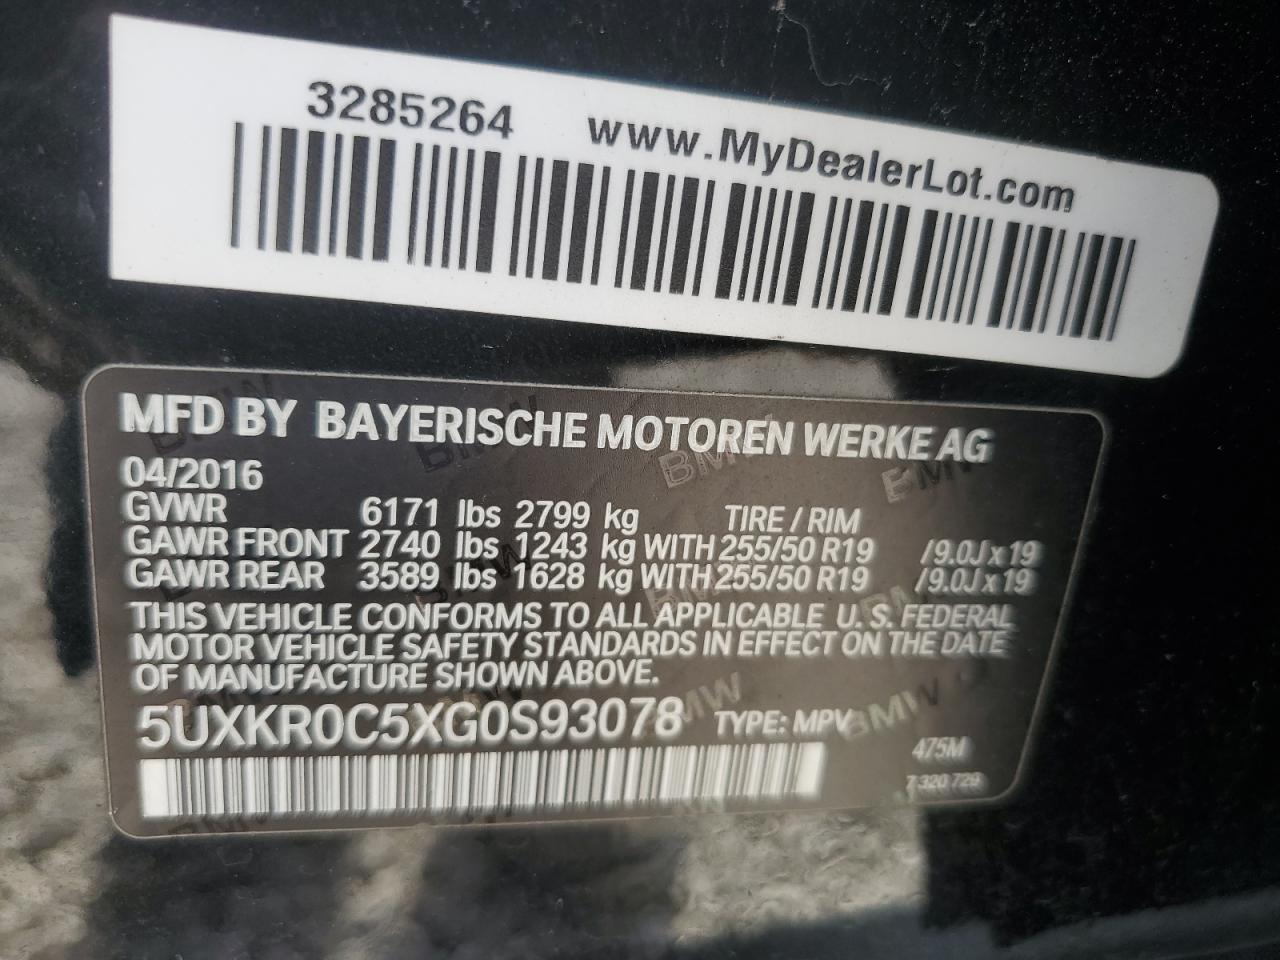 3285264 www.MyDealerLot.com
MFD BY BAYERISCHE MOTOREN WERKE AG
04/2016
GVWR 6171 lbs 2799 kg TIRE / RIM
GAWR FRONT 2740 lbs 1243 kg WITH 255/50 R19 /9.0J x 19
GAWR REAR 3589 lbs 1628 kg WITH 255/50 R19 /9.0J x 19
THIS VEHICLE CONFORMS TO ALL APPLICABLE U. S. FEDERAL
MOTOR VEHICLE SAFETY STANDARDS IN EFFECT ON THE DATE
OF MANUFACTURE SHOWN ABOVE.
5UXKR0C5XG0S93078 TYPE: MPV
475M
7 320 729